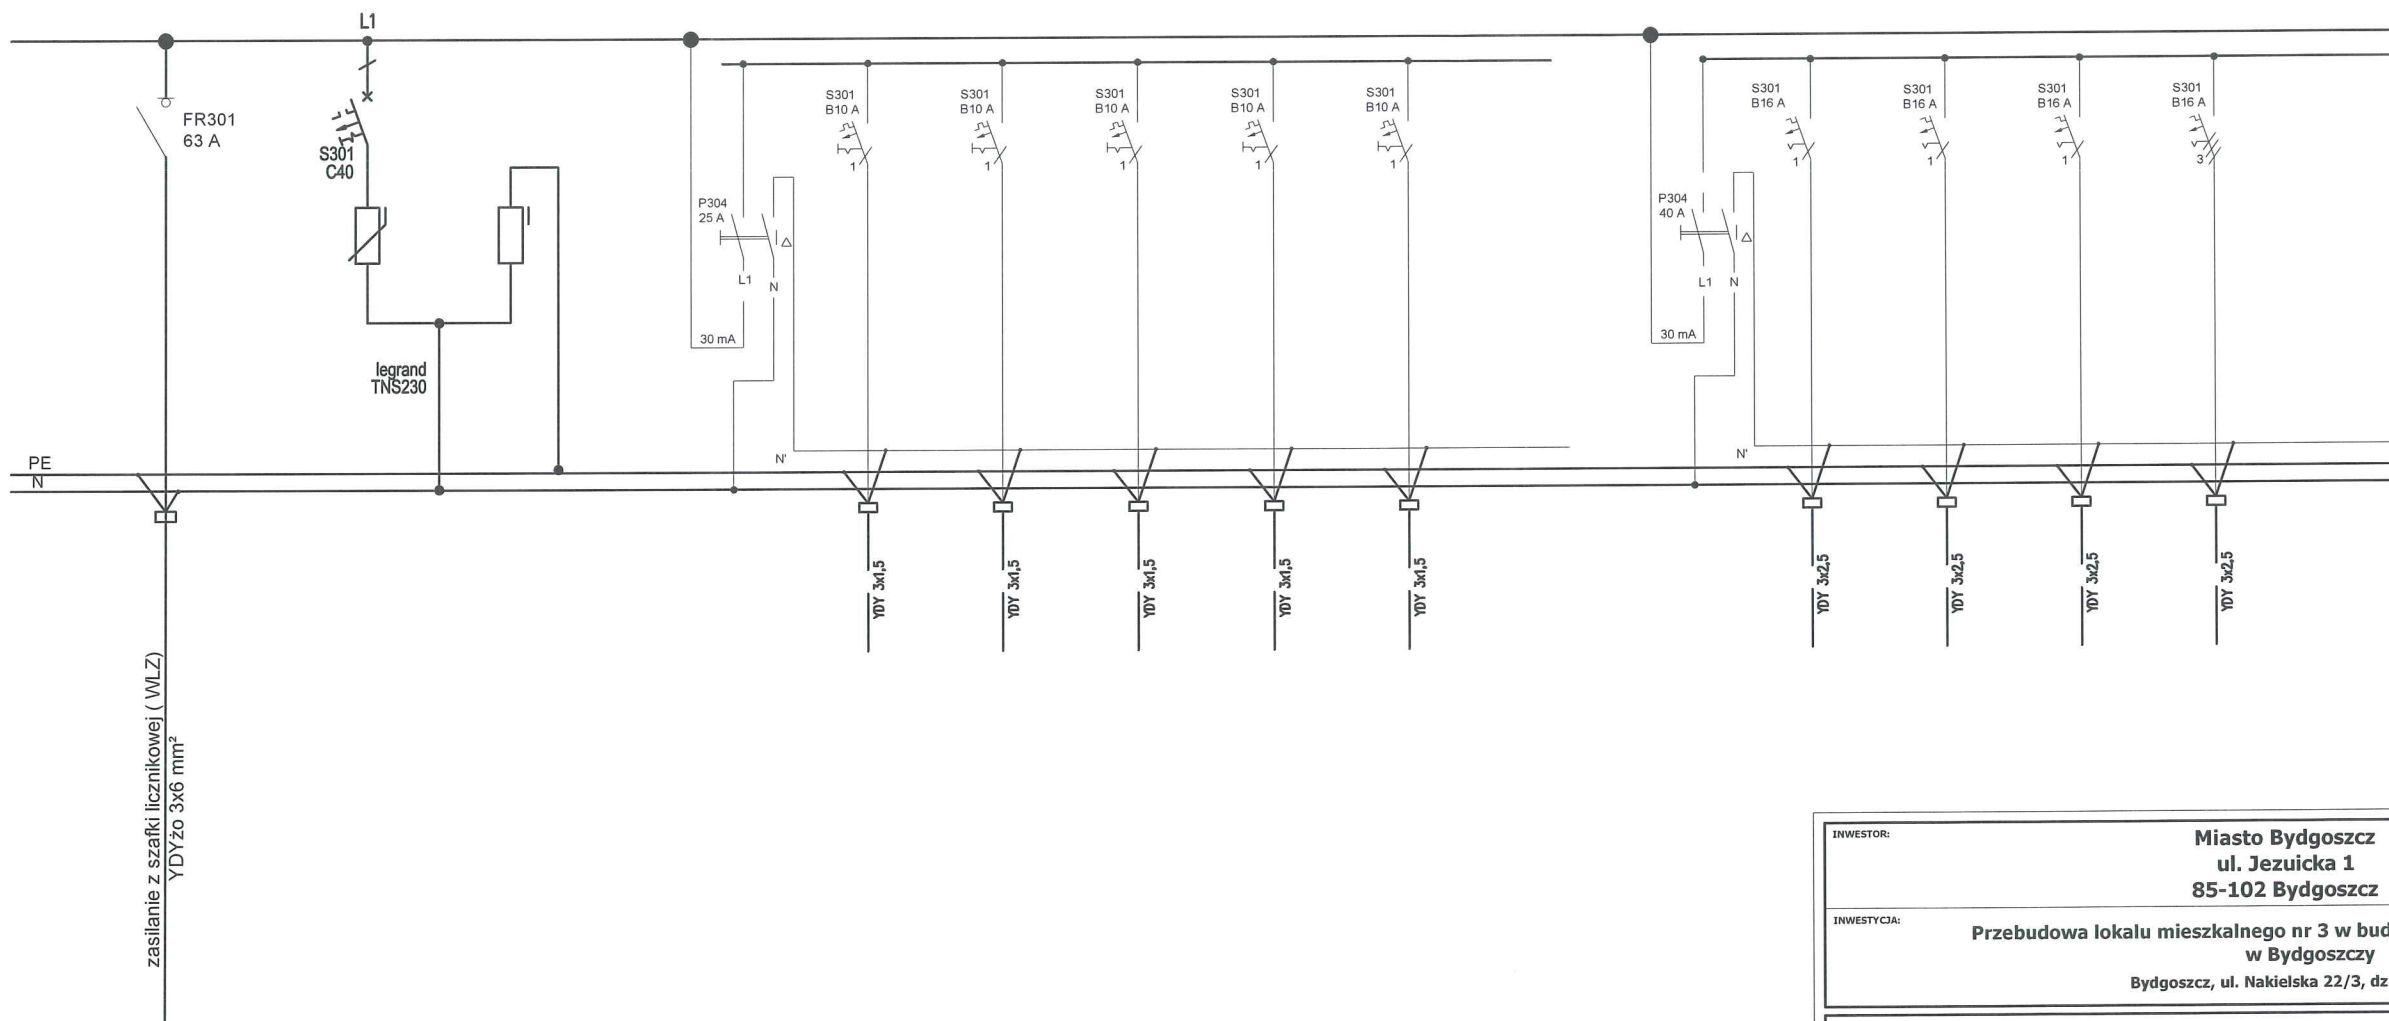 L1
FR301
63 A
S301
C40
legrand
TNS230
P304
25 A
L1
N
30 mA
S301
B10 A
1
S301
B10 A
1
S301
B10 A
1
S301
B10 A
1
S301
B10 A
1
P304
40 A
L1
N
30 mA
S301
B16 A
1
S301
B16 A
1
S301
B16 A
1
S301
B16 A
3
PE
N
N'
N'
YDY 3x1,5
YDY 3x1,5
YDY 3x1,5
YDY 3x1,5
YDY 3x1,5
YDY 3x2,5
YDY 3x2,5
YDY 3x2,5
YDY 3x2,5
zasilanie z szafki licznikowej ( WLZ)
YDYżo 3x6 mm²
INWESTOR:
Miasto Bydgoszcz
ul. Jezuicka 1
85-102 Bydgoszcz
INWESTYCJA:
Przebudowa lokalu mieszkalnego nr 3 w bud
w Bydgoszczy
Bydgoszcz, ul. Nakielska 22/3, dz